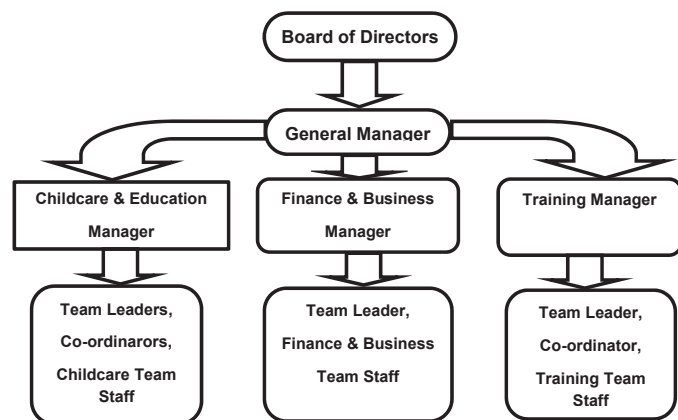 Board of Directors
General Manager
Childcare & Education
Manager
Finance & Business
Manager
Training Manager
Team Leaders,
Co-ordinarors,
Childcare Team
Staff
Team Leader,
Finance & Business
Team Staff
Team Leader,
Co-ordinator,
Training Team
Staff